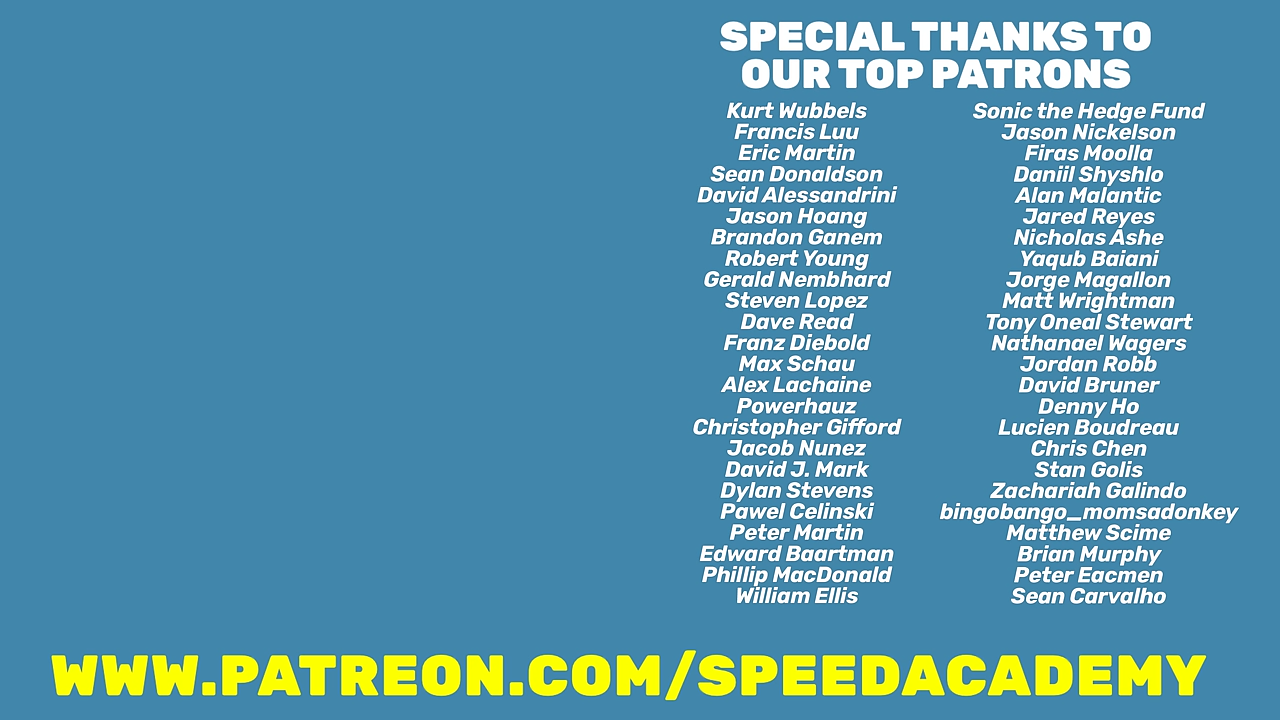 SPECIAL THANKS TO
OUR TOP PATRONS
Kurt Wubbels
Francis Luu
Eric Martin
Sean Donaldson
David Alessandrini
Jason Hoang
Brandon Ganem
Robert Young
Gerald Nembhard
Steven Lopez
Dave Read
Franz Diebold
Max Schau
Alex Lachaine
Powerhauz
Christopher Gifford
Jacob Nunez
David J. Mark
Dylan Stevens
Pawel Celinski
Peter Martin
Edward Baartman
Phillip MacDonald
William Ellis
Sonic the Hedge Fund
Jason Nickelson
Firas Moolla
Daniil Shyshlo
Alan Malantic
Jared Reyes
Nicholas Ashe
Yaqub Baiani
Jorge Magallon
Matt Wrightman
Tony Oneal Stewart
Nathanael Wagers
Jordan Robb
David Bruner
Denny Ho
Lucien Boudreau
Chris Chen
Stan Golis
Zachariah Galindo
bingobango_momsadonkey
Matthew Scime
Brian Murphy
Peter Eacmen
Sean Carvalho
WWW.PATREON.COM/SPEEDACADEMY